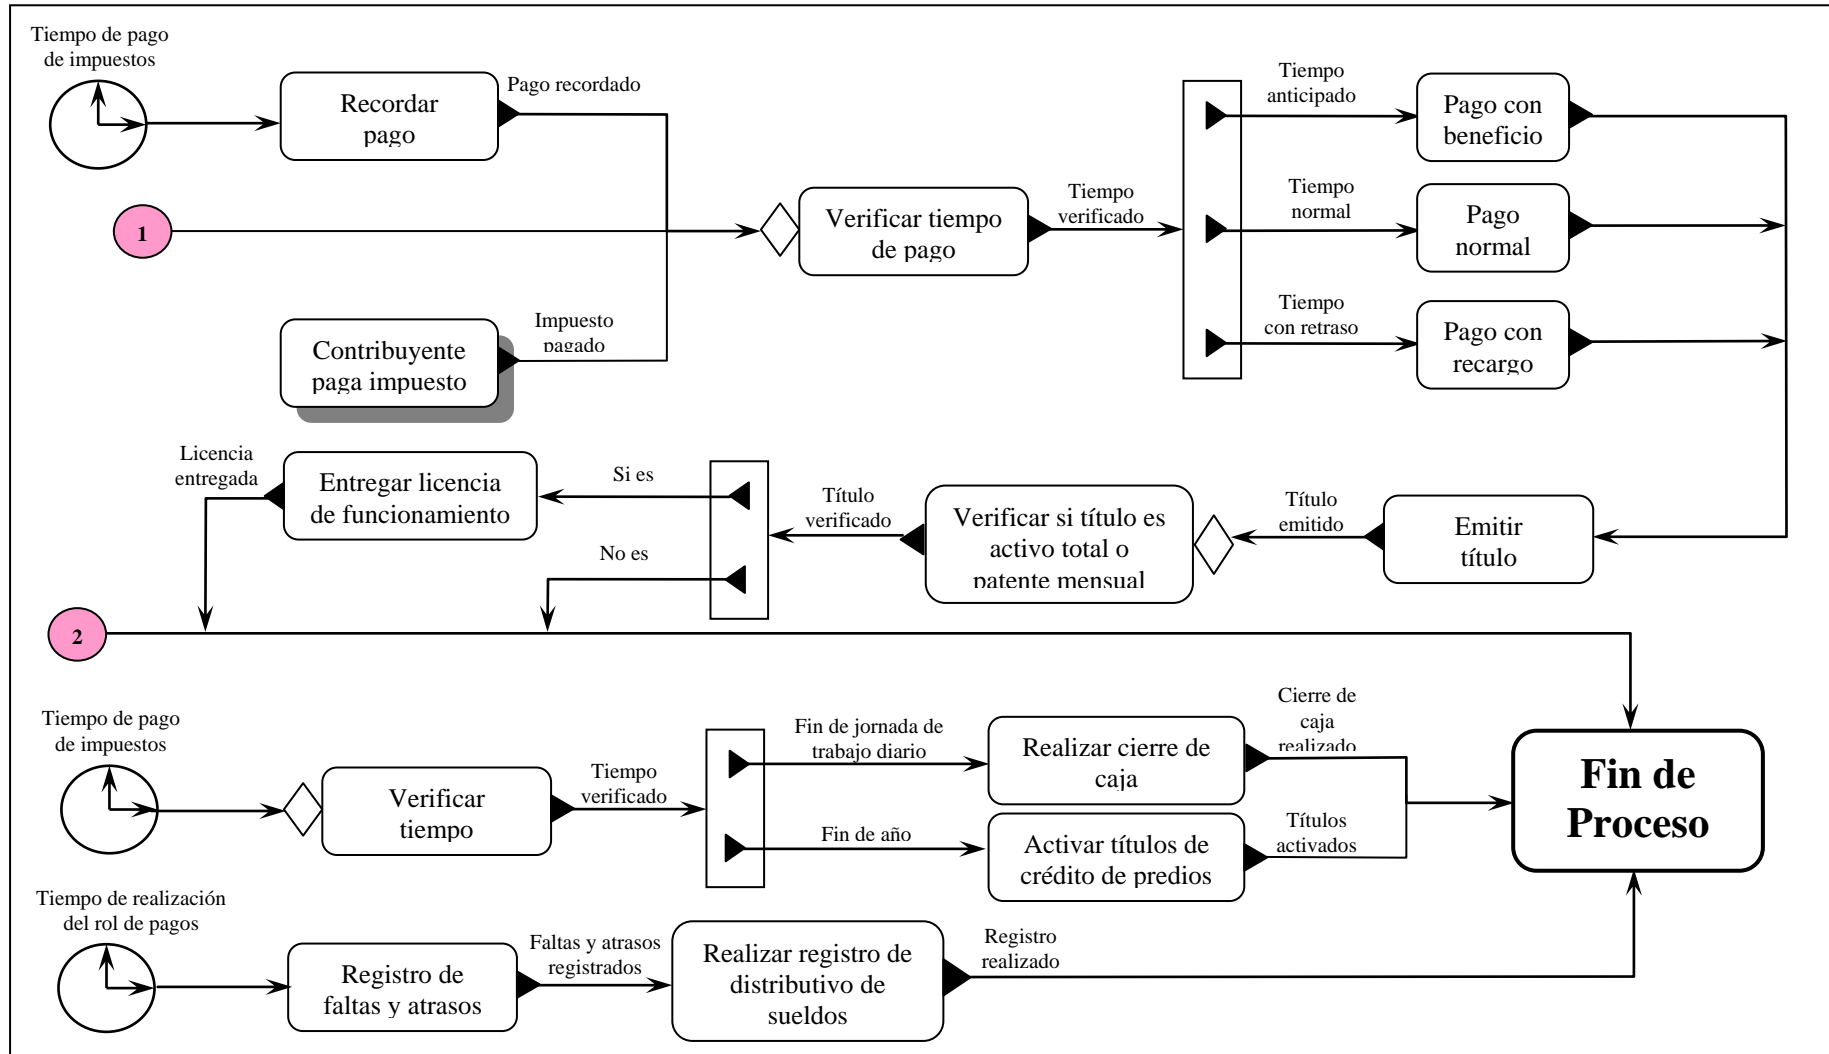 Tiempo de pago
de impuestos
Recordar
pago
Pago recordado
Tiempo
anticipado
Pago con
beneficio
1
Verificar tiempo
de pago
Tiempo
verificado
Tiempo
normal
Pago
normal
Contribuyente
paga impuesto
Impuesto
pagado
Tiempo
con retraso
Pago con
recargo
Licencia
entregada
Entregar licencia
de funcionamiento
Si es
No es
Título
verificado
Verificar si título es
activo total o
patente mensual
Título
emitido
Emitir
título
2
Tiempo de pago
de impuestos
Verificar
tiempo
Tiempo
verificado
Fin de jornada de
trabajo diario
Realizar cierre de
caja
Cierre de
caja
realizado
Fin de año
Activar títulos de
crédito de predios
Títulos
activados
Fin de
Proceso
Tiempo de realización
del rol de pagos
Registro de
faltas y atrasos
Faltas y atrasos
registrados
Realizar registro de
distributivo de
sueldos
Registro
realizado